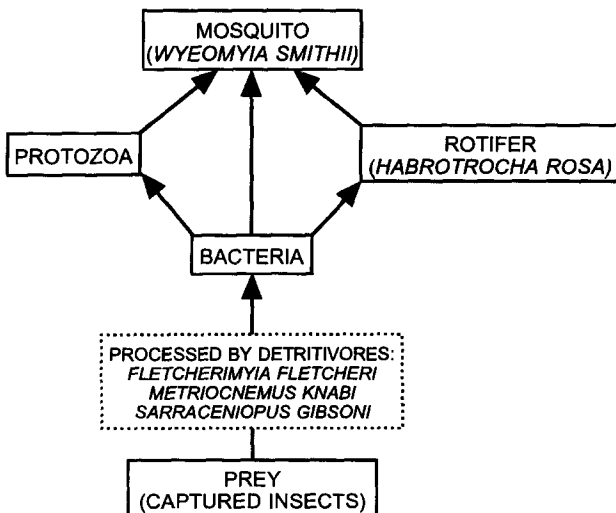 MOSQUITO
(WYEOMYIA SMITHII)
PROTOZOA
ROTIFER
(HABROTROCHA ROSA)
BACTERIA
PROCESSED BY DETRITIVORES:
FLETCHERIMYIA FLETCHERI
METRIOCNEMUS KNABI
SARRACENIOPUS GIBSONI
PREY
(CAPTURED INSECTS)